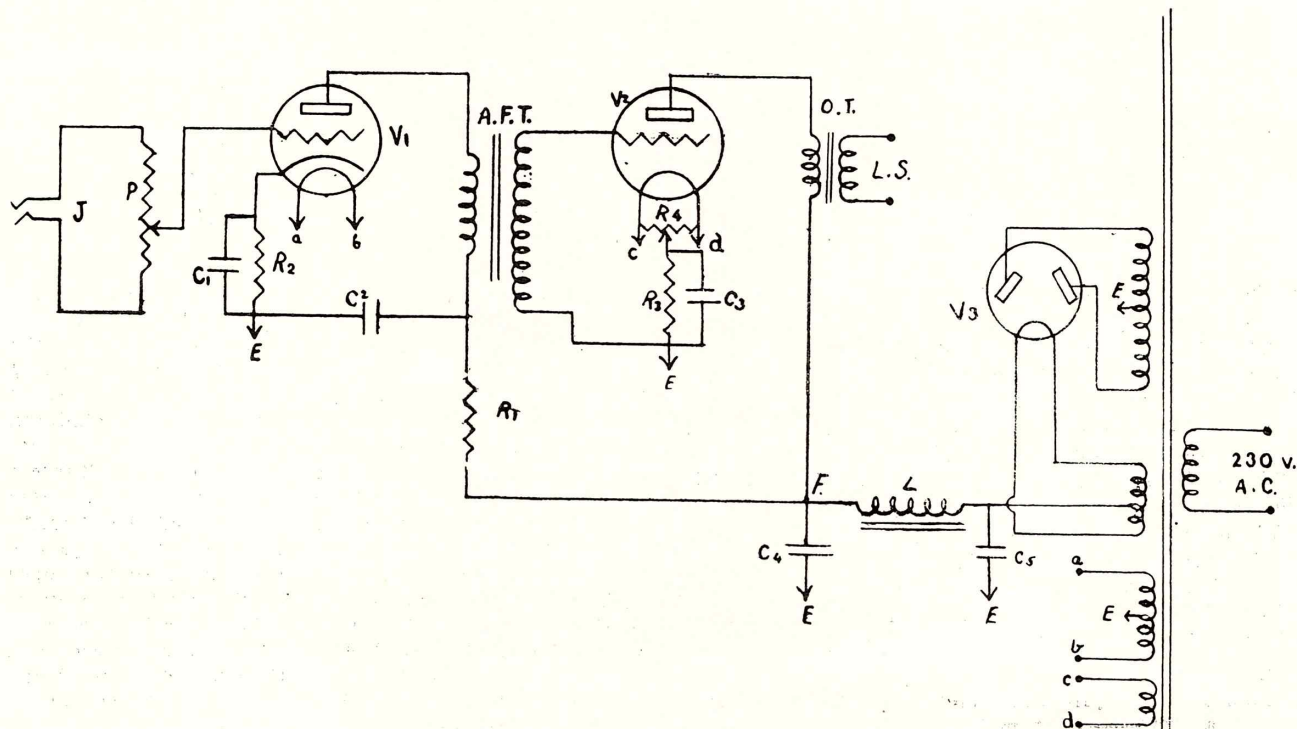 J
P
V1
C1
R2
a
b
E
C2
A.F.T.
RT
V2
R4
c
d
R3
C3
E
O.T.
L.S.
F.
L
C4
E
C5
E
V3
E
230 V.
A.C.
a
E
b
c
d